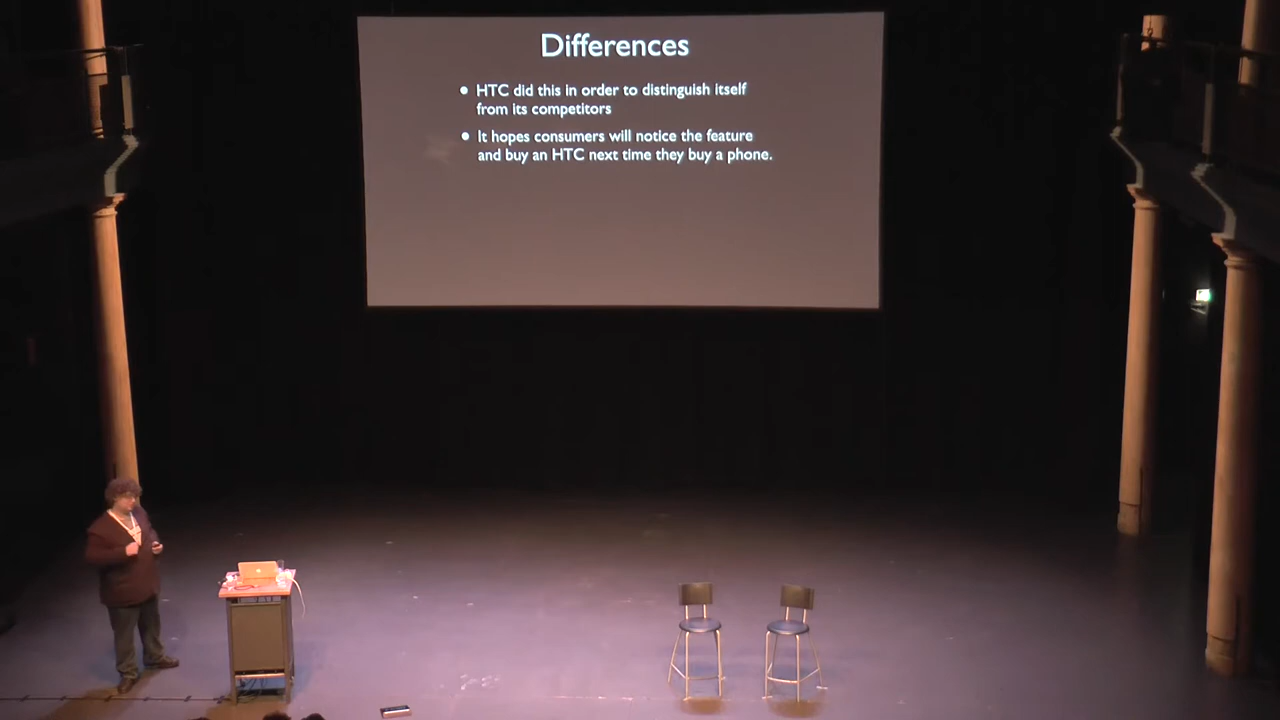 Differences
• HTC did this in order to distinguish itself
from its competitors
• It hopes consumers will notice the feature
and buy an HTC next time they buy a phone.